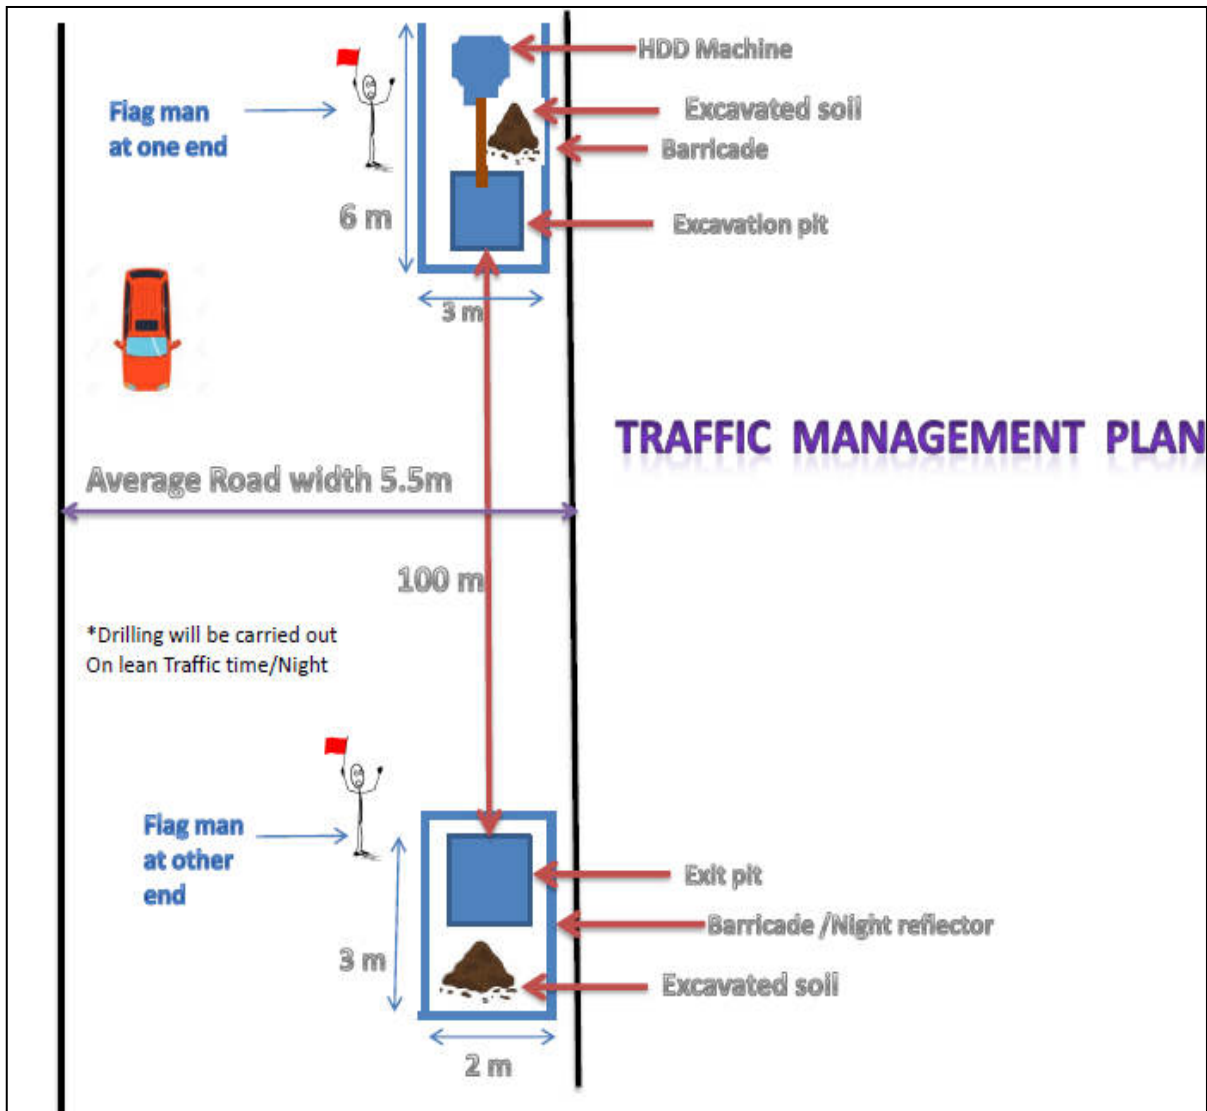 HDD Machine
Flag man
at one end
Excavated soil
Barricade
6 m
Excavation pit
3 m
TRAFFIC MANAGEMENT PLAN
Average Road width 5.5m
100 m
*Drilling will be carried out
On lean Traffic time/Night
Flag man
at other
end
Exit pit
Barricade /Night reflector
3 m
Excavated soil
2 m